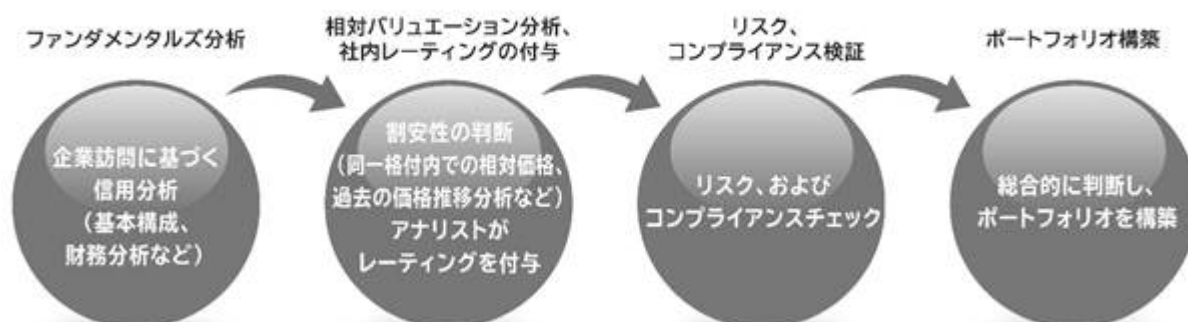 ファンダメンタルズ分析
相対バリュエーション分析、
社内レーティングの付与
リスク、
コンプライアンス検証
ポートフォリオ構築
企業訪問に基づく
信用分析
（基本構成、
財務分析など）
割安性の判断
（同一格付内での相対価格、
過去の価格推移分析など）
アナリストが
レーティングを付与
リスク、および
コンプライアンスチェック
総合的に判断し、
ポートフォリオを構築